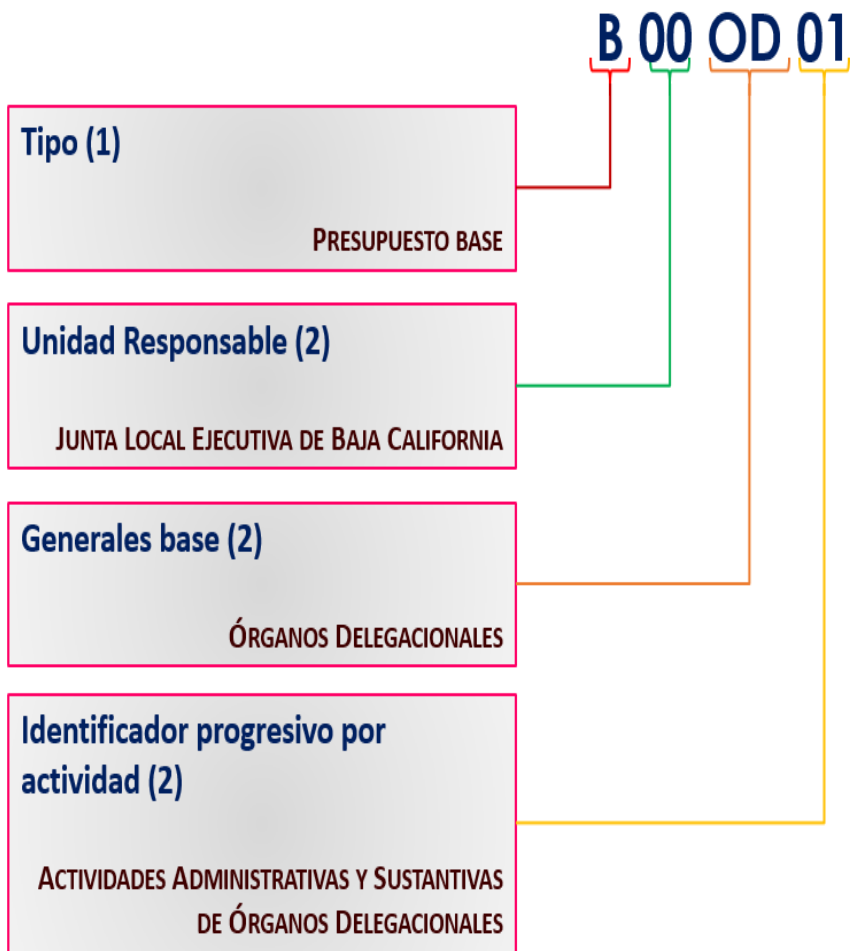 B 00 OD 01
Tipo (1)
PRESUPUESTO BASE
Unidad Responsable (2)
JUNTA LOCAL EJECUTIVA DE BAJA CALIFORNIA
Generales base (2)
ÓRGANOS DELEGACIONALES
Identificador progresivo por
actividad (2)
ACTIVIDADES ADMINISTRATIVAS Y SUSTANTIVAS
DE ÓRGANOS DELEGACIONALES